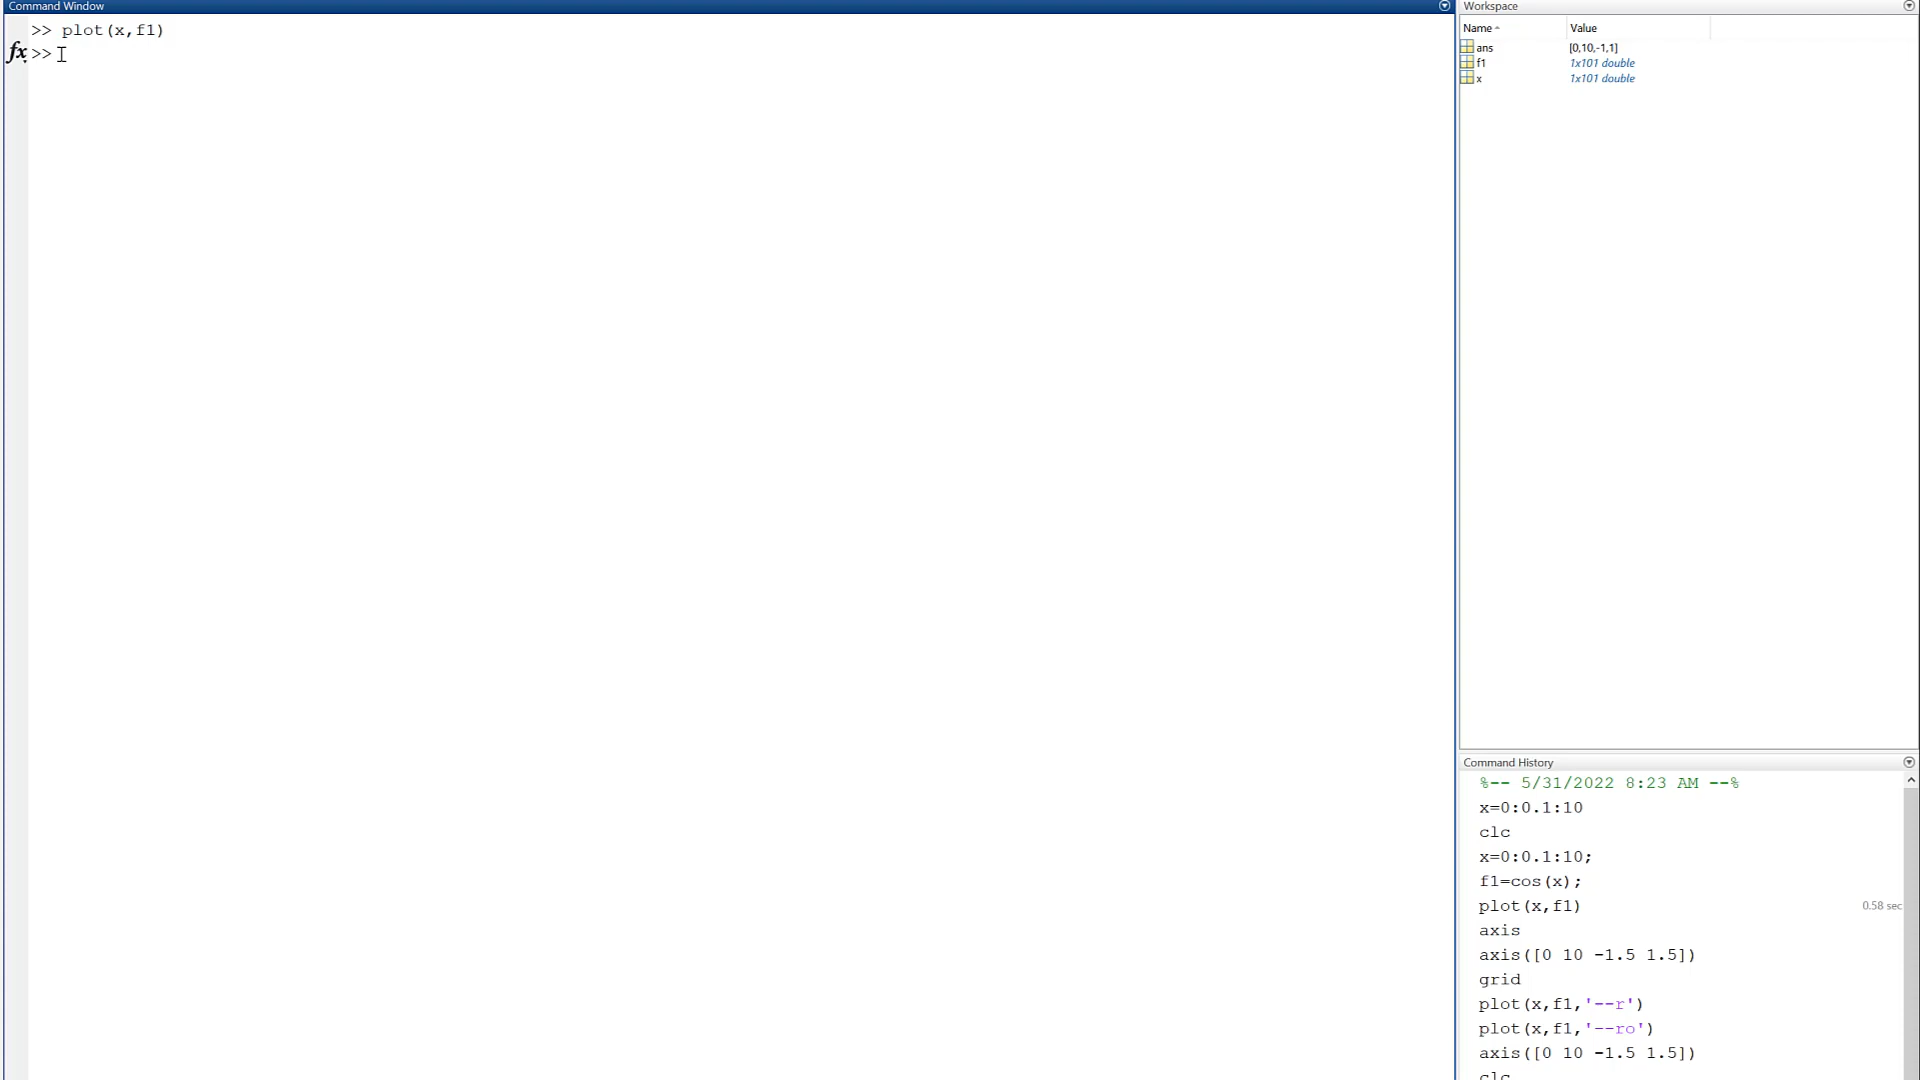 Command Window
>> plot(x,f1)
fx >>
Workspace
Name Value
ans [0,10,-1,1]
f1 1x101 double
x 1x101 double
Command History
%-- 5/31/2022 8:23 AM --%
x=0:0.1:10
clc
x=0:0.1:10;
f1=cos(x);
plot(x,f1) 0.58 sec
axis
axis([0 10 -1.5 1.5])
grid
plot(x,f1,'--r')
plot(x,f1,'--ro')
axis([0 10 -1.5 1.5])
clc